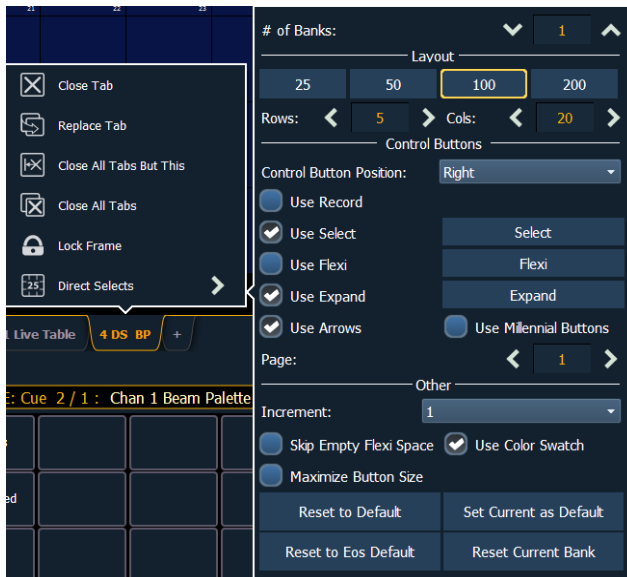 21 22 23
Close Tab
Replace Tab
Close All Tabs But This
Close All Tabs
Lock Frame
25 Direct Selects
Live Table 4 DS BP +
E: Cue 2 / 1 : Chan 1 Beam Palette
ed
# of Banks: 1
Layout
25 50 100 200
Rows: 5 Cols: 20
Control Buttons
Control Button Position: Right
Use Record
Use Select Select
Use Flexi Flexi
Use Expand Expand
Use Arrows Use Millennial Buttons
Page: 1
Other
Increment: 1
Skip Empty Flexi Space Use Color Swatch
Maximize Button Size
Reset to Default Set Current as Default
Reset to Eos Default Reset Current Bank